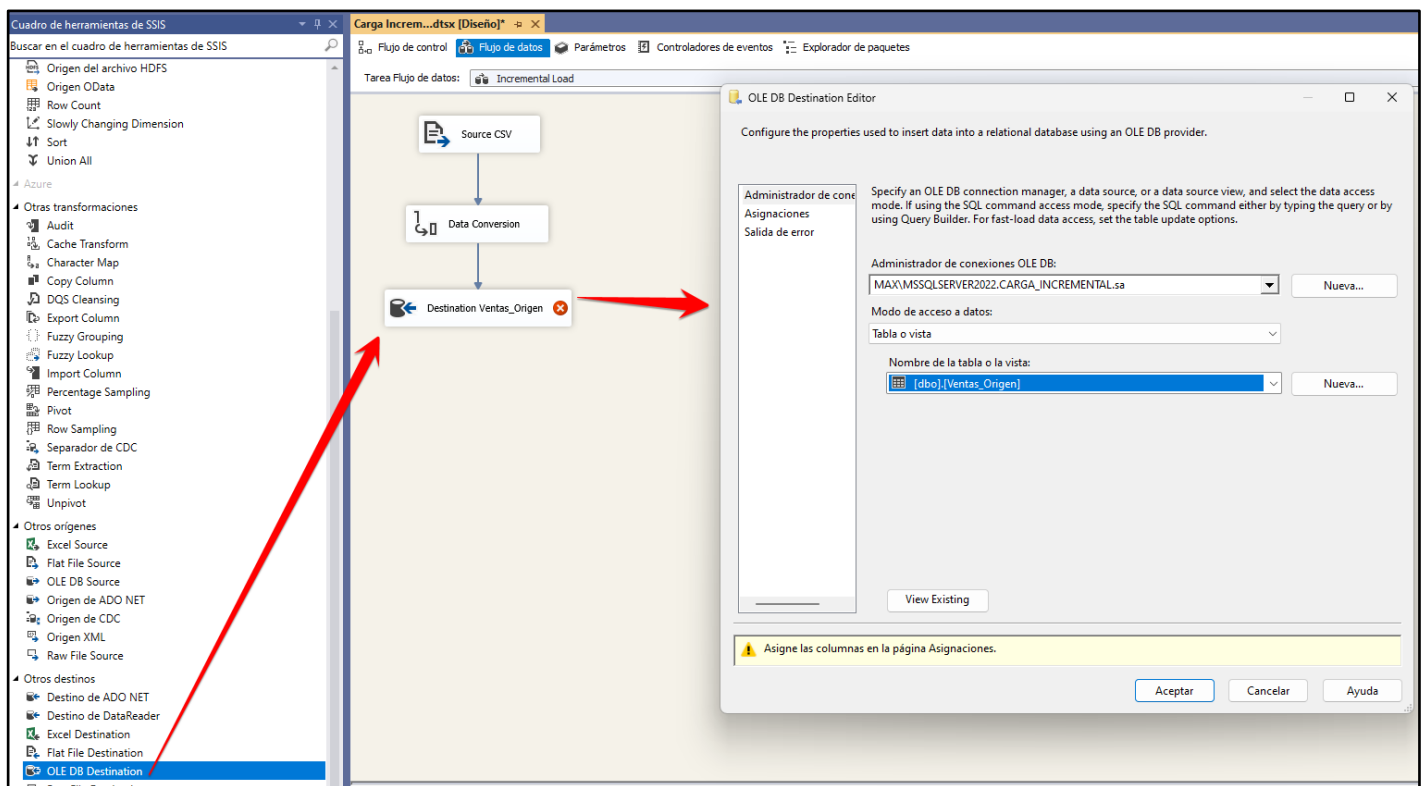 Cuadro de herramientas de SSIS
Buscar en el cuadro de herramientas de SSIS
Origen del archivo HDFS
Origen OData
Row Count
Slowly Changing Dimension
Sort
Union All
Azure
Otras transformaciones
Audit
Cache Transform
Character Map
Copy Column
DQS Cleansing
Export Column
Fuzzy Grouping
Fuzzy Lookup
Import Column
Percentage Sampling
Pivot
Row Sampling
Separador de CDC
Term Extraction
Term Lookup
Unpivot
Otros orígenes
Excel Source
Flat File Source
OLE DB Source
Origen de ADO NET
Origen de CDC
Origen XML
Raw File Source
Otros destinos
Destino de ADO NET
Destino de DataReader
Excel Destination
Flat File Destination
OLE DB Destination
Carga Increm...dtsx [Diseño]*
Flujo de control Flujo de datos Parámetros Controladores de eventos Explorador de paquetes
Tarea Flujo de datos: Incremental Load
Source CSV
Data Conversion
Destination Ventas_Origen
OLE DB Destination Editor
Configure the properties used to insert data into a relational database using an OLE DB provider.
Administrador de cone
Asignaciones
Salida de error
Specify an OLE DB connection manager, a data source, or a data source view, and select the data access
mode. If using the SQL command access mode, specify the SQL command either by typing the query or by
using Query Builder. For fast-load data access, set the table update options.
Administrador de conexiones OLE DB:
MAX\MSSQLSERVER2022.CARGA_INCREMENTAL.sa
Nueva...
Modo de acceso a datos:
Tabla o vista
Nombre de la tabla o la vista:
[dbo].[Ventas_Origen]
Nueva...
View Existing
Asigne las columnas en la página Asignaciones.
Aceptar Cancelar Ayuda